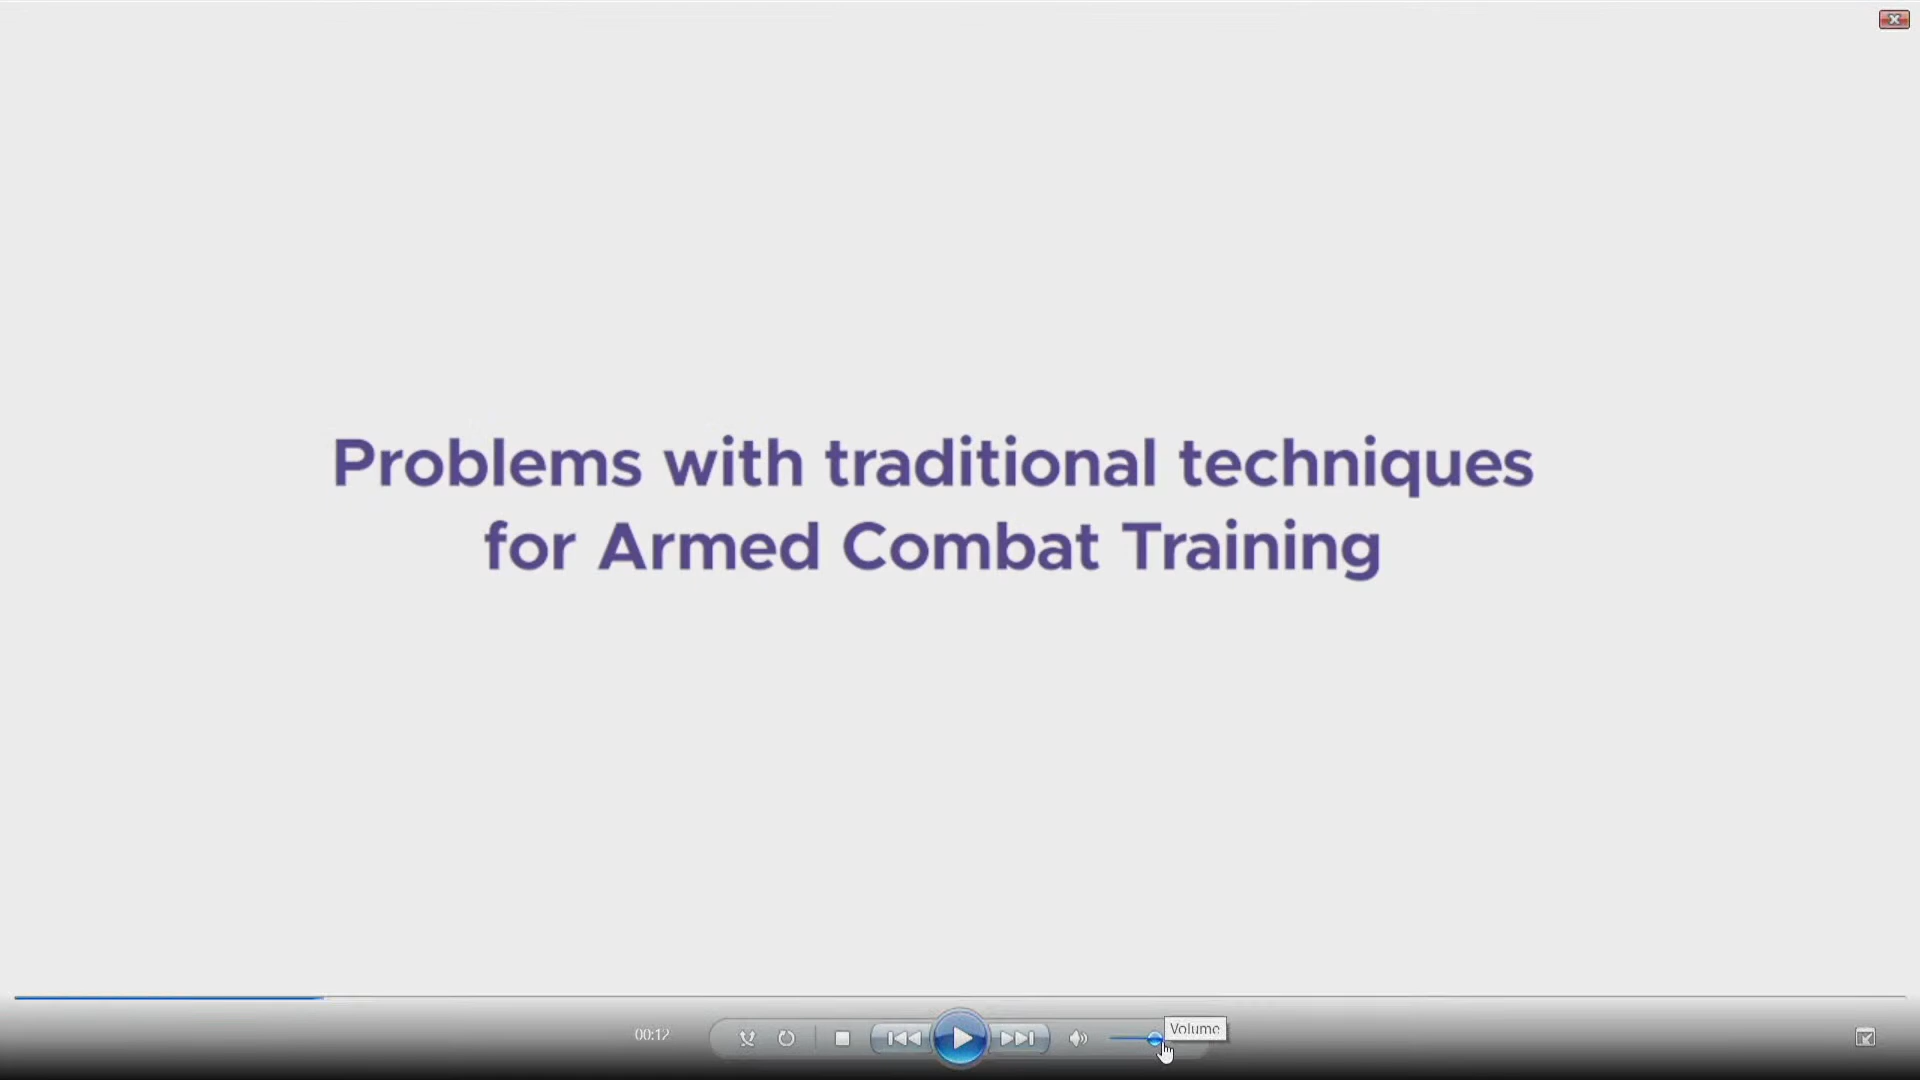 Problems with traditional techniques
for Armed Combat Training
00:12
Volume